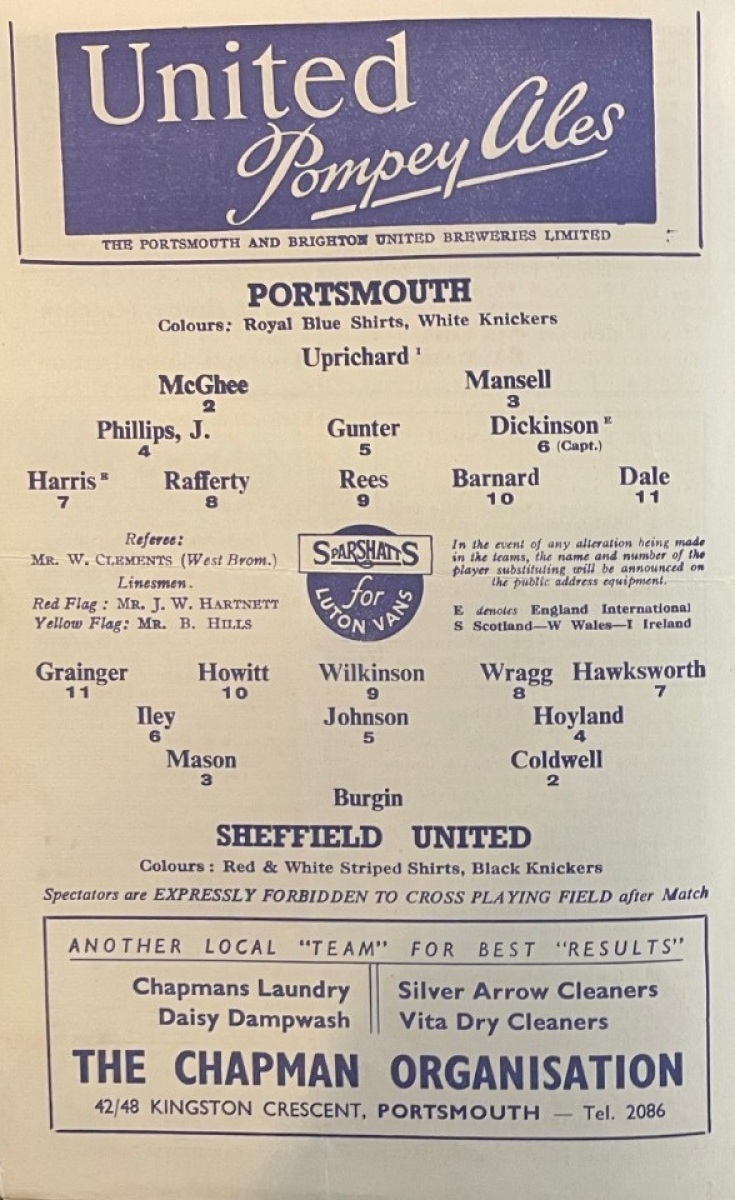 United
Pompey Ales
THE PORTSMOUTH AND BRIGHTON UNITED BREWERIES LIMITED
PORTSMOUTH
Colours: Royal Blue Shirts, White Knickers
Uprichard I
McGhee Mansell
2 3
Phillips, J. Gunter Dickinson E
4 5 6 (Capt.)
Harris E Rafferty Rees Barnard Dale
7 8 9 10 11
Referee:
MR. W. CLEMENTS (West Brom.)
Linesmen.
Red Flag : MR. J. W. HARTNETT
Yellow Flag: MR. B. HILLS
SPARSHATTS
for
LUTON VANS
In the event of any alteration being made
in the teams, the name and number of the
player substituting will be announced on
the public address equipment.
E denotes England International
S Scotland—W Wales—I Ireland
Grainger Howitt Wilkinson Wragg Hawksworth
11 10 9 8 7
Iley Johnson Hoyland
6 5 4
Mason Coldwell
3 2
Burgin
SHEFFIELD UNITED
Colours : Red & White Striped Shirts, Black Knickers
Spectators are EXPRESSLY FORBIDDEN TO CROSS PLAYING FIELD after Match
ANOTHER LOCAL "TEAM" FOR BEST "RESULTS"
Chapmans Laundry Silver Arrow Cleaners
Daisy Dampwash Vita Dry Cleaners
THE CHAPMAN ORGANISATION
42/48 KINGSTON CRESCENT, PORTSMOUTH — Tel. 2086